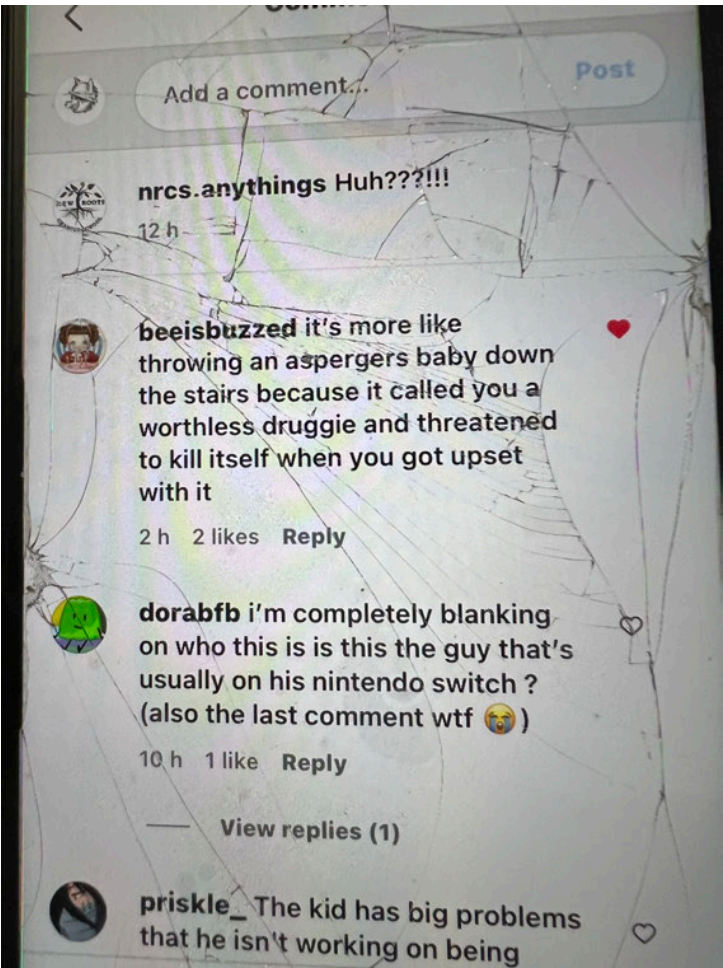 Add a comment...
Post
nrcs.anythings Huh???!!!
NEW ROOTS
12 h
beeisbuzzed it's more like
throwing an aspergers baby down
the stairs because it called you a
worthless druggie and threatened
to kill itself when you got upset
with it
2 h 2 likes Reply
dorabfb i'm completely blanking
on who this is is this the guy that's
usually on his nintendo switch ?
(also the last comment wtf 😭)
10 h 1 like Reply
View replies (1)
priskle_ The kid has big problems
that he isn't working on being